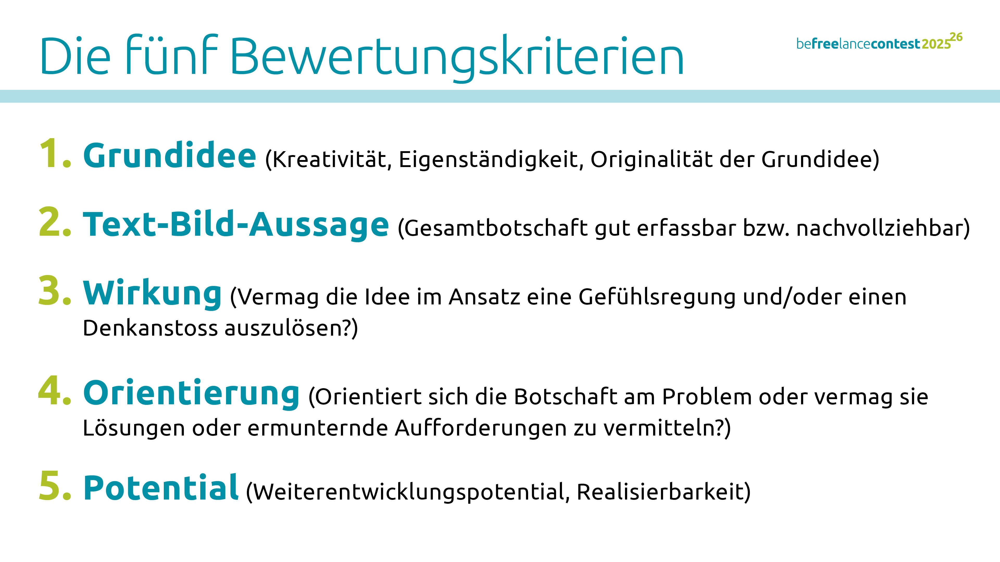 Die fünf Bewertungskriterien
befreelancecontest 2025 26
1. Grundidee (Kreativität, Eigenständigkeit, Originalität der Grundidee)
2. Text-Bild-Aussage (Gesamtbotschaft gut erfassbar bzw. nachvollziehbar)
3. Wirkung (Vermag die Idee im Ansatz eine Gefühlsregung und/oder einen
Denkanstoss auszulösen?)
4. Orientierung (Orientiert sich die Botschaft am Problem oder vermag sie
Lösungen oder ermunternde Aufforderungen zu vermitteln?)
5. Potential (Weiterentwicklungspotential, Realisierbarkeit)